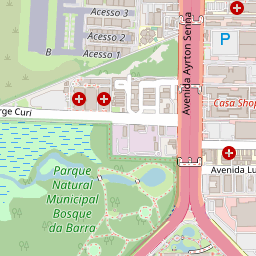 Acesso 3
Acesso 2
Acesso 1
Avenida Ayrton Senna
Casa Shop
P
rge Curi
Avenida Lu
Parque
Natural
Municipal
Bosque
da Barra
B